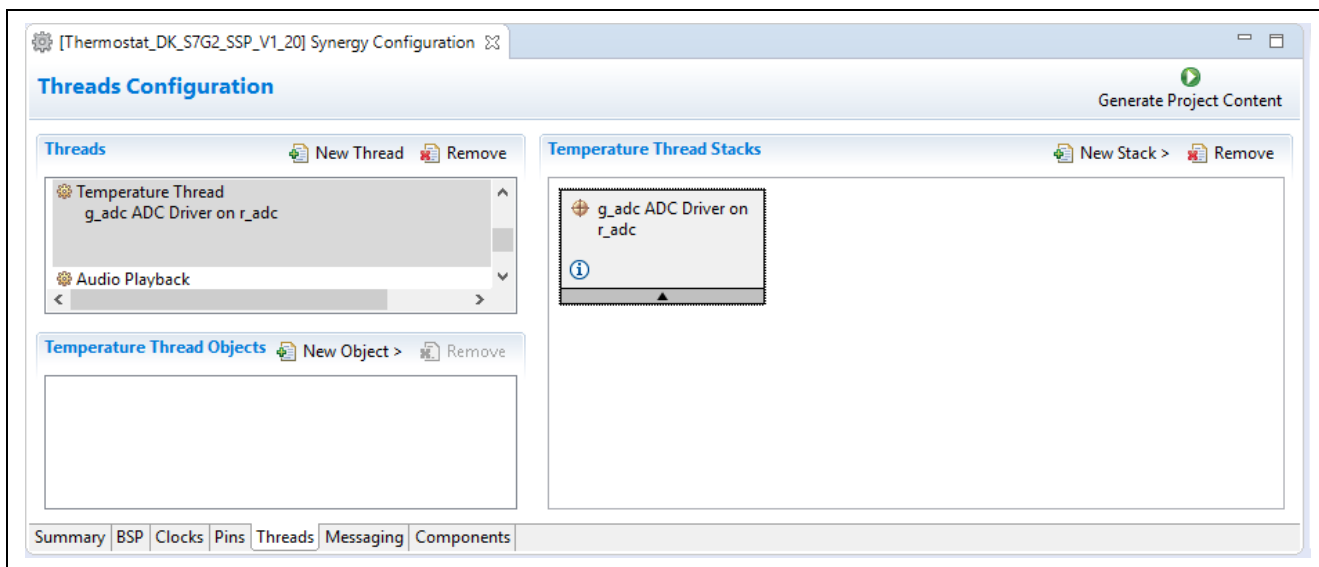 [Thermostat_DK_S7G2_SSP_V1_20] Synergy Configuration
Threads Configuration
Generate Project Content
Threads
New Thread
Remove
Temperature Thread
g_adc ADC Driver on r_adc
Audio Playback
Temperature Thread Objects
New Object >
Remove
Temperature Thread Stacks
New Stack >
Remove
g_adc ADC Driver on
r_adc
Summary BSP Clocks Pins Threads Messaging Components